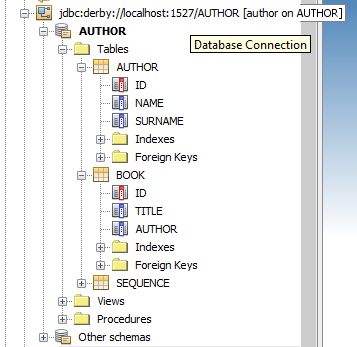 jdbc:derby://localhost:1527/AUTHOR [author on AUTHOR]
AUTHOR
Database Connection
Tables
AUTHOR
ID
NAME
SURNAME
Indexes
Foreign Keys
BOOK
ID
TITLE
AUTHOR
Indexes
Foreign Keys
SEQUENCE
Views
Procedures
Other schemas